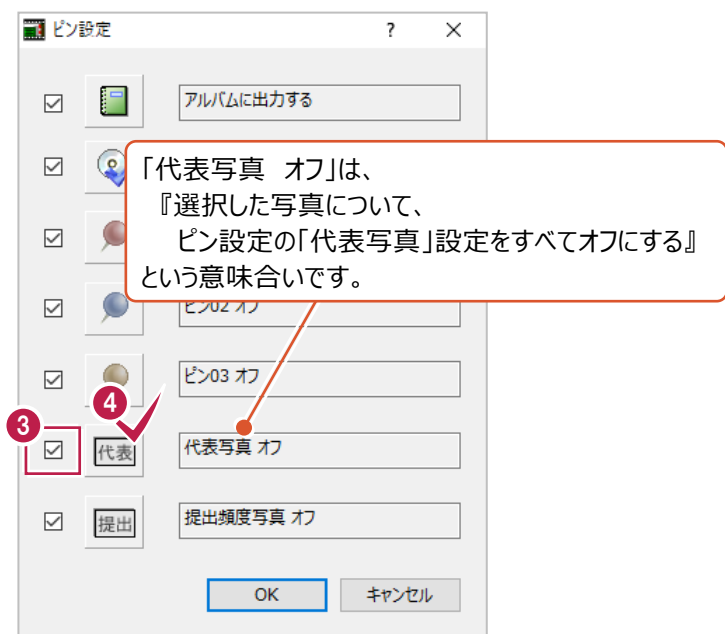 ピン設定
?
×
アルバムに出力する
「代表写真　オフ」は、
『選択した写真について、
ピン設定の「代表写真」設定をすべてオフにする』
という意味合いです。
ピン02 オフ
ピン03 オフ
4
3
代表
代表写真 オフ
提出
提出頻度写真 オフ
OK
キャンセル